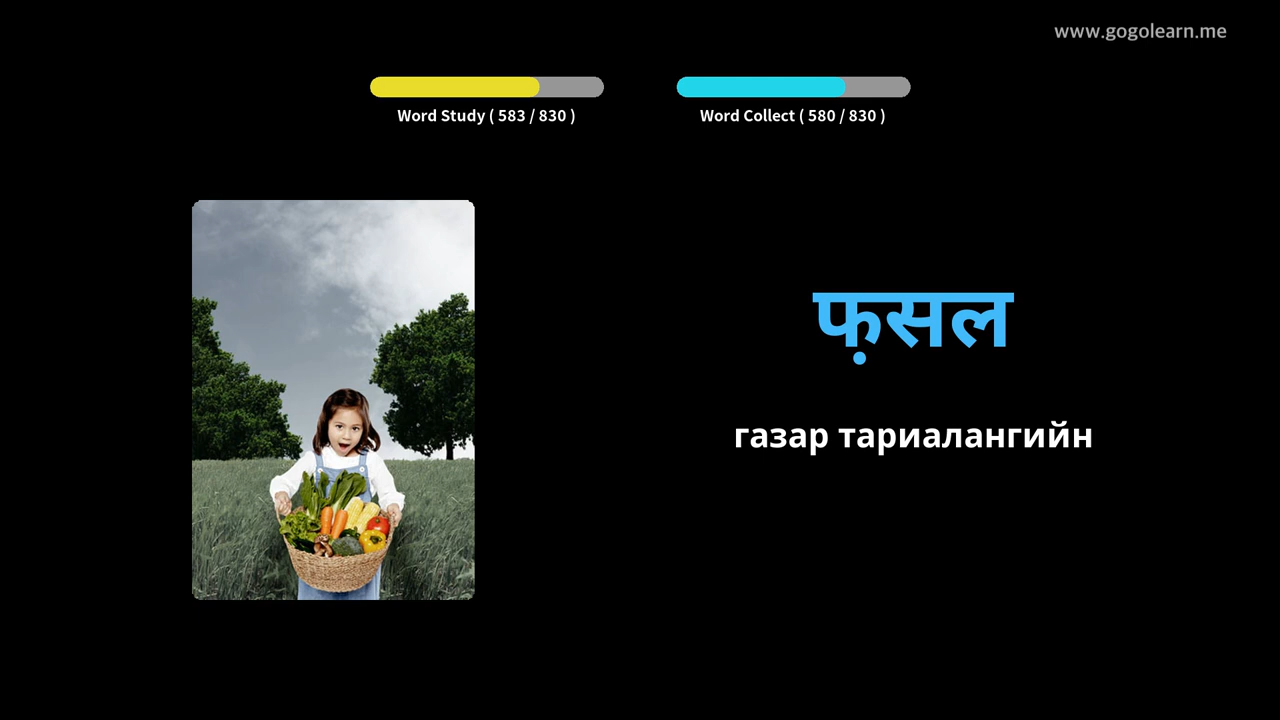 www.gogolearn.me
Word Study ( 583 / 830 )
Word Collect ( 580 / 830 )
फ़सल
газар тариалангийн